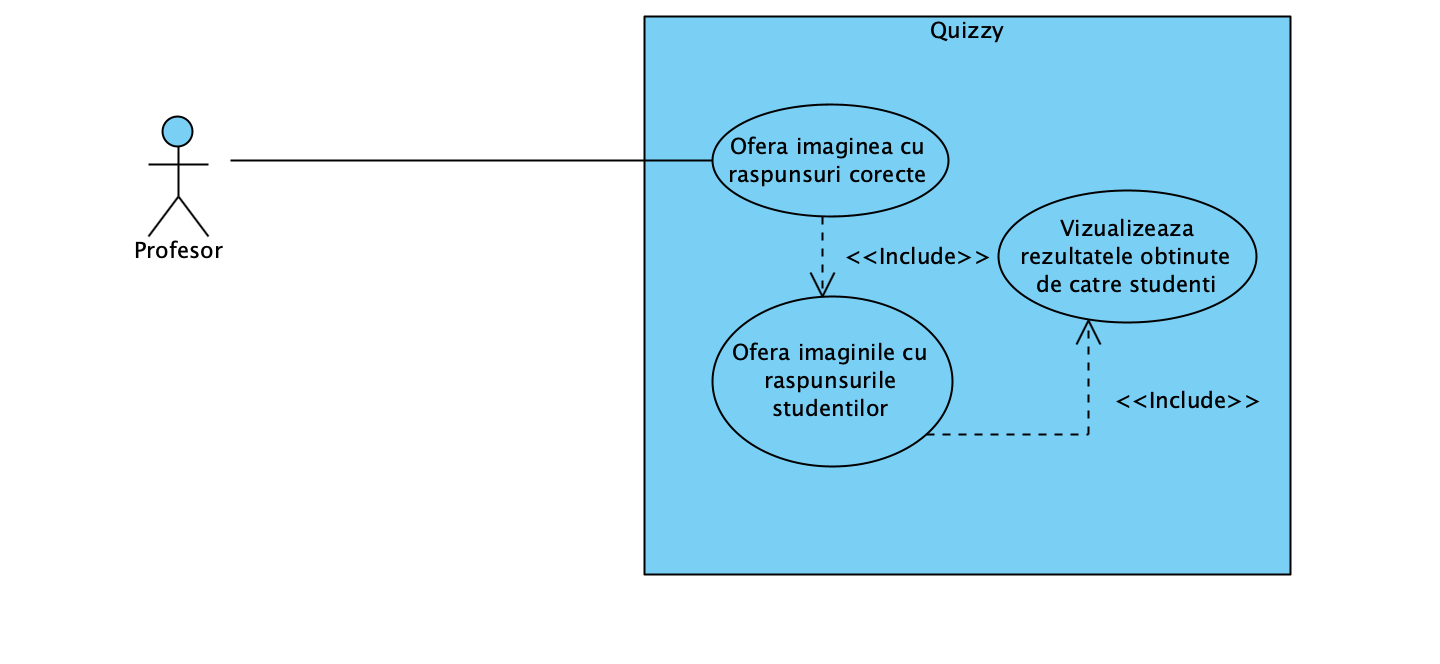 Quizzy
Ofera imaginea cu
raspunsuri corecte
Profesor
Vizualizeaza
rezultatele obtinute
de catre studenti
<<Include>>
Ofera imaginile cu
raspunsurile
studentilor
<<Include>>